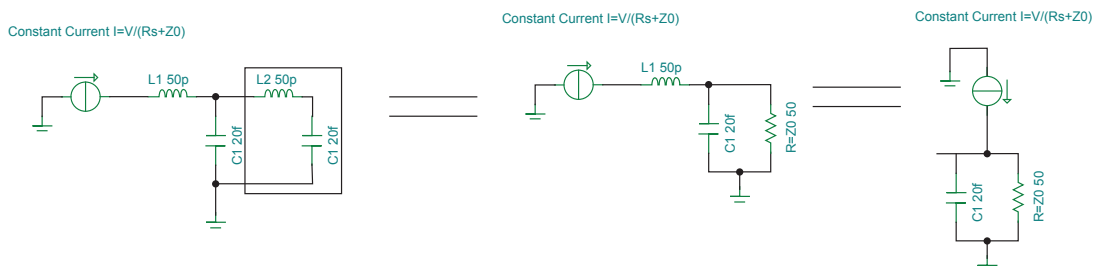 Constant Current I=V/(Rs+Z0)
L1 50p
L2 50p
C1 20f
C1 20f
Constant Current I=V/(Rs+Z0)
L1 50p
C1 20f
R=Z0 50
Constant Current I=V/(Rs+Z0)
C1 20f
R=Z0 50